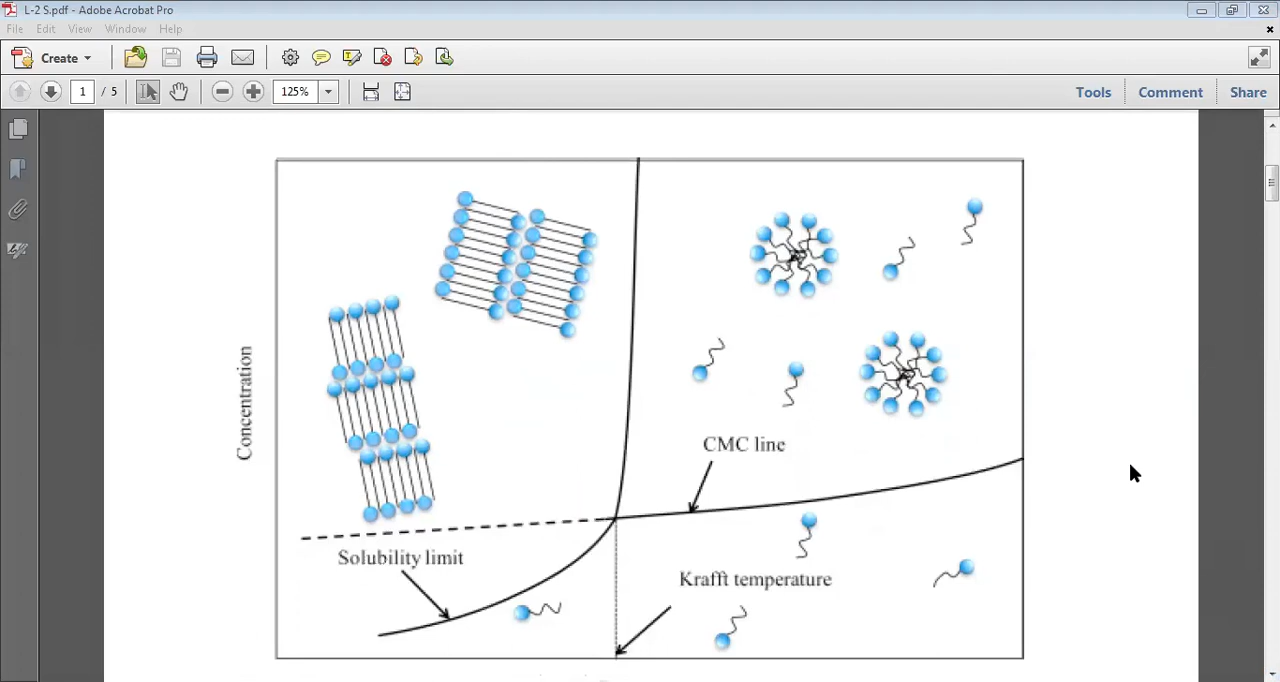 L-2 S.pdf - Adobe Acrobat Pro
File Edit View Window Help
Create
1 / 5 125% Tools Comment Share
Concentration
CMC line
Solubility limit
Krafft temperature